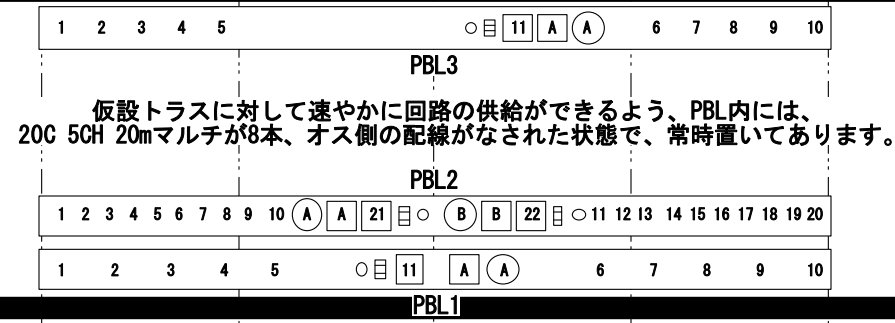 1 2 3 4 5 11 A A 6 7 8 9 10
PBL3
仮設トラスに対して速やかに回路の供給ができるよう、PBL内には、
20C 5CH 20mマルチが8本、オス側の配線がなされた状態で、常時置いてあります。
PBL2
1 2 3 4 5 6 7 8 9 10 A A 21 B B 22 11 12 13 14 15 16 17 18 19 20
1 2 3 4 5 11 A A 6 7 8 9 10
PBL1